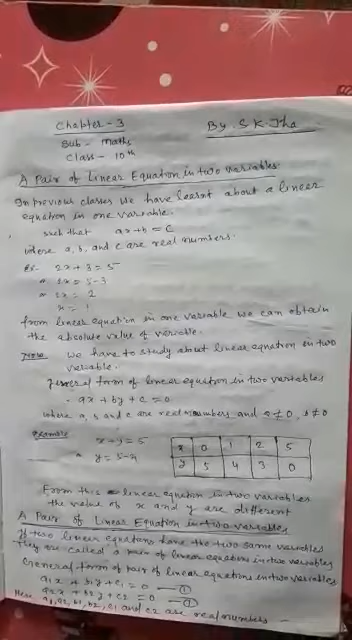 Chapter-3 By. S.K. Jha
Sub - Maths
Class - 10th
A Pair of Linear Equation in two variables
In previous classes we have learnt about a linear
equation in one variable.
such that ax+b = c
where a, b, and c are real numbers.
Ex- 2x+3=5
or 2x = 5-3
or 2x = 2
x = 1
from linear equation in one variable we can obtain
the absolute value of variable.
Now we have to study about linear equation in two
variable.
general form of linear equation in two variables
- ax + by + c = 0
where a, b and c are real numbers and a≠0, b≠0
Example
x 0 1 2 5
y 5 4 3 0
y = 5-x
From this linear equation in two variables
the value of x and y are different
A Pair of Linear Equation in two variables
If two linear equations have the two same variables
They are called a pair of linear equations in two variables
General form of pair of linear equations in two variables
a1x + b1y + c1 = 0 — ①
a2x + b2y + c2 = 0 — ②
Here a1, a2, b1, b2, c1 and c2 are real numbers